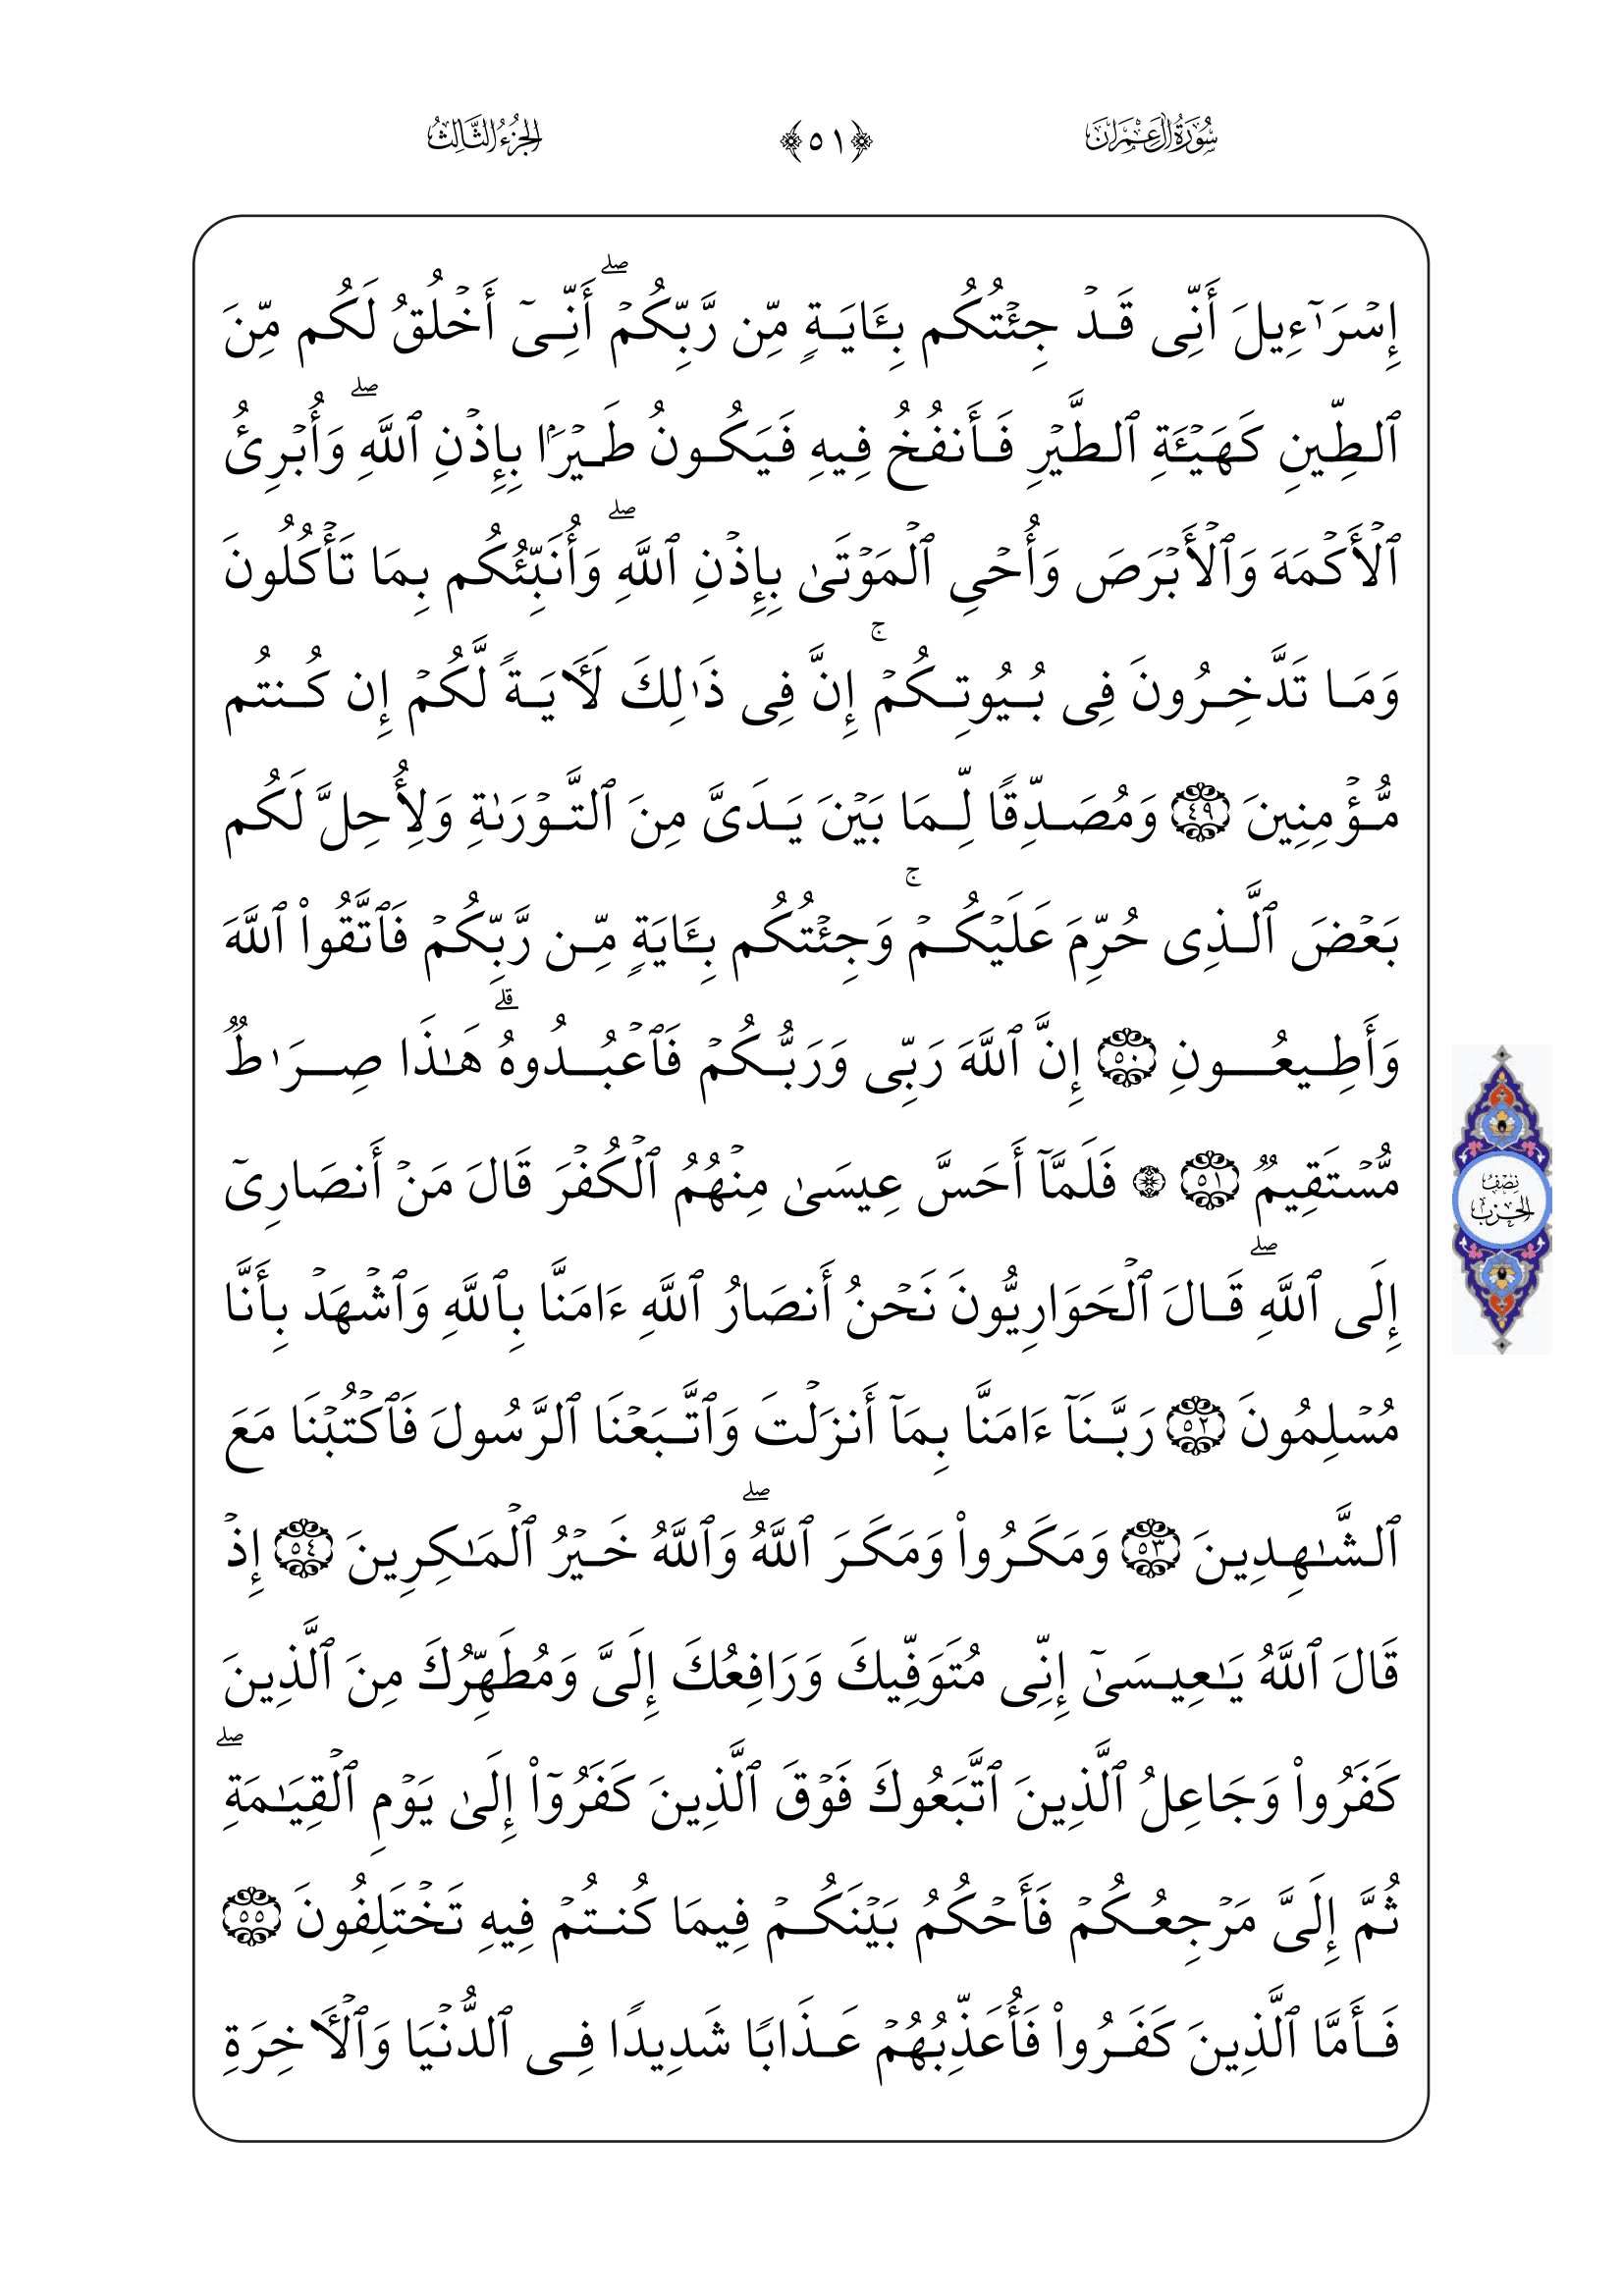 سُورَةُ آلِ عِمْرَانَ
﴿٥١﴾
الجُزْءُ الثَّالِثُ
إِسۡرَٰٓءِيلَ أَنِّى قَدۡ جِئۡتُكُم بِـَٔايَةٍ مِّن رَّبِّكُمۡۖ أَنِّىٓ أَخۡلُقُ لَكُم مِّنَ
ٱلطِّينِ كَهَيۡـَٔةِ ٱلطَّيۡرِ فَأَنفُخُ فِيهِ فَيَكُونُ طَيۡرَۢا بِإِذۡنِ ٱللَّهِۖ وَأُبۡرِئُ
ٱلۡأَكۡمَهَ وَٱلۡأَبۡرَصَ وَأُحۡىِ ٱلۡمَوۡتَىٰ بِإِذۡنِ ٱللَّهِۖ وَأُنَبِّئُكُم بِمَا تَأۡكُلُونَ
وَمَا تَدَّخِرُونَ فِى بُيُوتِكُمۡۚ إِنَّ فِى ذَٰلِكَ لَـَٔايَةً لَّكُمۡ إِن كُنتُم
مُّؤۡمِنِينَ ٤٩ وَمُصَدِّقًا لِّمَا بَيۡنَ يَدَىَّ مِنَ ٱلتَّوۡرَىٰةِ وَلِأُحِلَّ لَكُم
بَعۡضَ ٱلَّذِى حُرِّمَ عَلَيۡكُمۡۚ وَجِئۡتُكُم بِـَٔايَةٍ مِّن رَّبِّكُمۡ فَٱتَّقُوا۟ ٱللَّهَ
وَأَطِيعُونِ ٥٠ إِنَّ ٱللَّهَ رَبِّى وَرَبُّكُمۡ فَٱعۡبُدُوهُۗ هَـٰذَا صِرَٰطٌ
مُّسۡتَقِيمٌ ٥١ ۞ فَلَمَّآ أَحَسَّ عِيسَىٰ مِنۡهُمُ ٱلۡكُفۡرَ قَالَ مَنۡ أَنصَارِىٓ
إِلَى ٱللَّهِۖ قَالَ ٱلۡحَوَارِيُّونَ نَحۡنُ أَنصَارُ ٱللَّهِ ءَامَنَّا بِٱللَّهِ وَٱشۡهَدۡ بِأَنَّا
مُسۡلِمُونَ ٥٢ رَبَّنَآ ءَامَنَّا بِمَآ أَنزَلۡتَ وَٱتَّبَعۡنَا ٱلرَّسُولَ فَٱكۡتُبۡنَا مَعَ
ٱلشَّـٰهِدِينَ ٥٣ وَمَكَرُوا۟ وَمَكَرَ ٱللَّهُۖ وَٱللَّهُ خَيۡرُ ٱلۡمَـٰكِرِينَ ٥٤ إِذۡ
قَالَ ٱللَّهُ يَـٰعِيسَىٰٓ إِنِّى مُتَوَفِّيكَ وَرَافِعُكَ إِلَىَّ وَمُطَهِّرُكَ مِنَ ٱلَّذِينَ
كَفَرُوا۟ وَجَاعِلُ ٱلَّذِينَ ٱتَّبَعُوكَ فَوۡقَ ٱلَّذِينَ كَفَرُوٓا۟ إِلَىٰ يَوۡمِ ٱلۡقِيَـٰمَةِۖ
ثُمَّ إِلَىَّ مَرۡجِعُكُمۡ فَأَحۡكُمُ بَيۡنَكُمۡ فِيمَا كُنتُمۡ فِيهِ تَخۡتَلِفُونَ ٥٥
فَأَمَّا ٱلَّذِينَ كَفَرُوا۟ فَأُعَذِّبُهُمۡ عَذَابًا شَدِيدًا فِى ٱلدُّنۡيَا وَٱلۡـَٔاخِرَةِ
نِصْفُ
الحِزْبِ